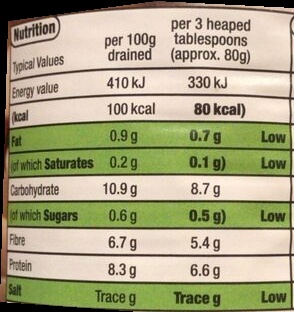 Nutrition
Typical Values per 100g drained per 3 heaped tablespoons (approx. 80g)
Energy value 410 kJ 330 kJ
(kcal 100 kcal 80 kcal)
Fat 0.9 g 0.7 g Low
(of which Saturates 0.2 g 0.1 g) Low
Carbohydrate 10.9 g 8.7 g
(of which Sugars 0.6 g 0.5 g) Low
Fibre 6.7 g 5.4 g
Protein 8.3 g 6.6 g
Salt Trace g Trace g Low